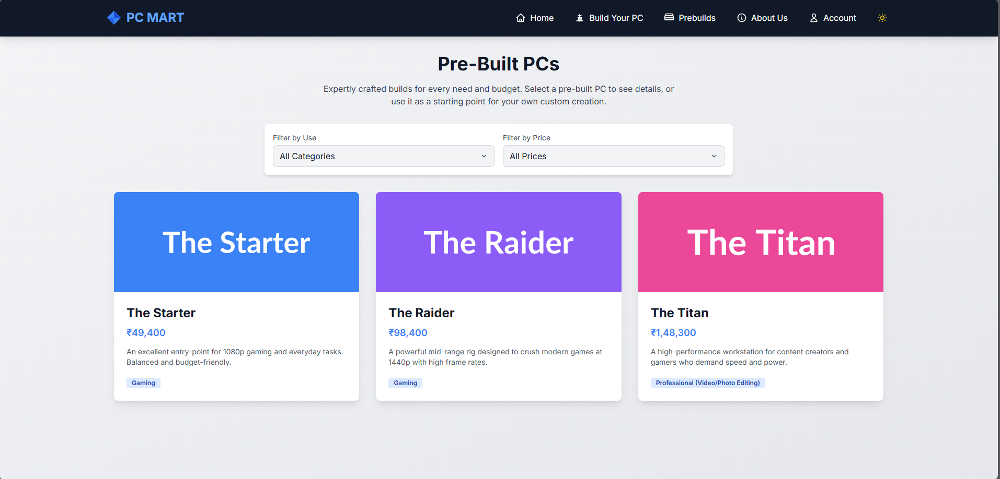 PC MART
Home
Build Your PC
Prebuilds
About Us
Account
Pre-Built PCs
Expertly crafted builds for every need and budget. Select a pre-built PC to see details, or
use it as a starting point for your own custom creation.
Filter by Use
Filter by Price
All Categories
All Prices
The Starter
The Raider
The Titan
The Starter
₹49,400
An excellent entry-point for 1080p gaming and everyday tasks.
Balanced and budget-friendly.
Gaming
The Raider
₹98,400
A powerful mid-range rig designed to crush modern games at
1440p with high frame rates.
Gaming
The Titan
₹1,48,300
A high-performance workstation for content creators and
gamers who demand speed and power.
Professional (Video/Photo Editing)